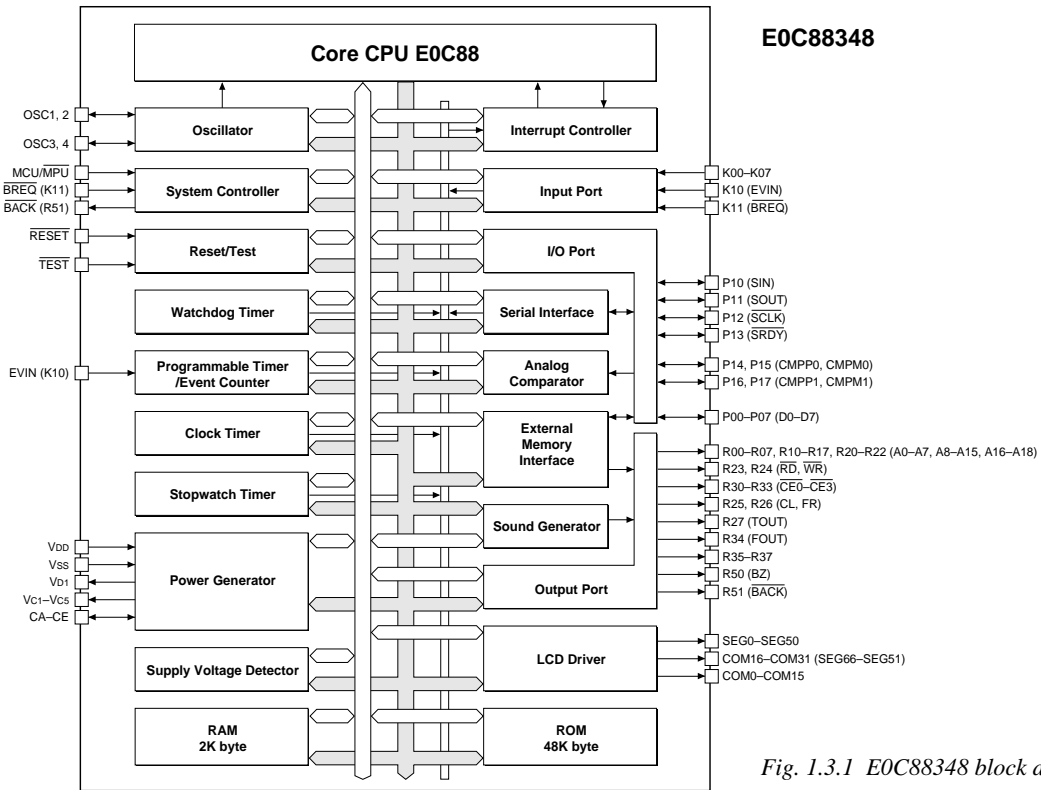 E0C88348
Core CPU E0C88
OSC1, 2
OSC3, 4
Oscillator
Interrupt Controller
MCU/MPU
BREQ (K11)
BACK (R51)
System Controller
Input Port
K00–K07
K10 (EVIN)
K11 (BREQ)
RESET
TEST
Reset/Test
I/O Port
P10 (SIN)
P11 (SOUT)
P12 (SCLK)
P13 (SRDY)
Watchdog Timer
Serial Interface
EVIN (K10)
Programmable Timer
/Event Counter
Analog
Comparator
P14, P15 (CMPP0, CMPM0)
P16, P17 (CMPP1, CMPM1)
P00–P07 (D0–D7)
Clock Timer
External
Memory
Interface
R00–R07, R10–R17, R20–R22 (A0–A7, A8–A15, A16–A18)
R23, R24 (RD, WR)
R30–R33 (CE0–CE3)
R25, R26 (CL, FR)
R27 (TOUT)
R34 (FOUT)
R35–R37
R50 (BZ)
R51 (BACK)
Stopwatch Timer
Sound Generator
VDD
VSS
VD1
VC1–VC5
CA–CE
Power Generator
Output Port
Supply Voltage Detector
LCD Driver
SEG0–SEG50
COM16–COM31 (SEG66–SEG51)
COM0–COM15
RAM
2K byte
ROM
48K byte
Fig. 1.3.1 E0C88348 block